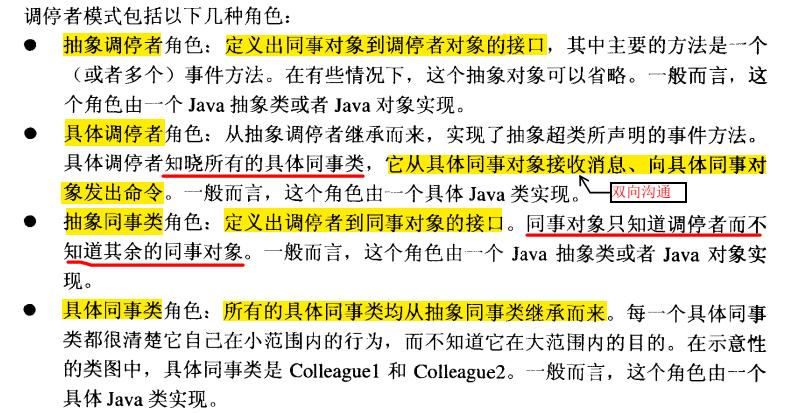 调停者模式包括以下几种角色：
● 抽象调停者角色：定义出同事对象到调停者对象的接口，其中主要的方法是一个
（或者多个）事件方法。在有些情况下，这个抽象对象可以省略。一般而言，这
个角色由一个 Java 抽象类或者 Java 对象实现。
● 具体调停者角色：从抽象调停者继承而来，实现了抽象超类所声明的事件方法。
具体调停者知晓所有的具体同事类，它从具体同事对象接收消息、向具体同事对
象发出命令。一般而言，这个角色由一个具体 Java 类实现。
双向沟通
● 抽象同事类角色：定义出调停者到同事对象的接口。同事对象只知道调停者而不
知道其余的同事对象。一般而言，这个角色由一个 Java 抽象类或者 Java 对象实
现。
● 具体同事类角色：所有的具体同事类均从抽象同事类继承而来。每一个具体同事
类都很清楚它自己在小范围内的行为，而不知道它在大范围内的目的。在示意性
的类图中，具体同事类是 Colleague1 和 Colleague2。一般而言，这个角色由一个
具体 Java 类实现。